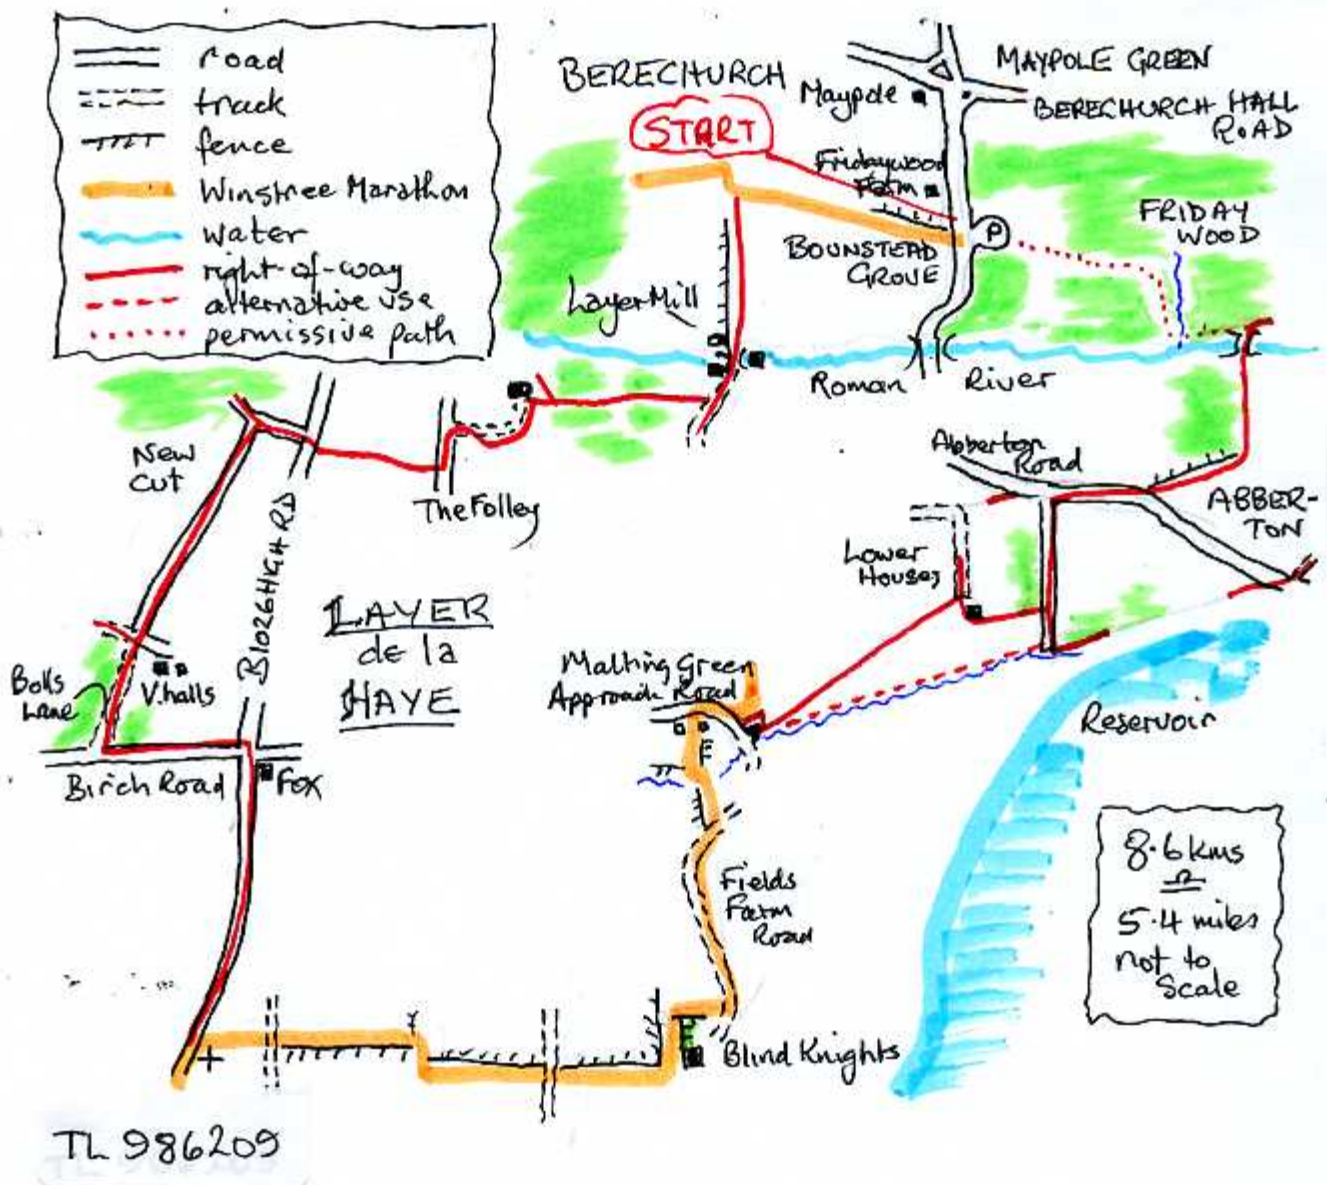 road
track
fence
Winstree Marathon
water
right-of-way
alternative use
permissive path
BERECHURCH
START
Maypole
MAYPOLE GREEN
BERECHURCH HALL
ROAD
Fridaywood
Farm
P
FRIDAY
WOOD
BOUNSTEAD
GROVE
Layer Mill
Roman
River
New
Cut
The Folley
B1026 HIGH RD
Abberton
Road
ABBER-
TON
Lower
Houses
LAYER
de la
HAYE
Malting Green
Approach Road
Bolls
Lane
V.halls
Birch Road
Fox
Reservoir
Fields
Farm
Road
8.6 kms
≏
5.4 miles
not to
Scale
Blind Knights
TL 986209